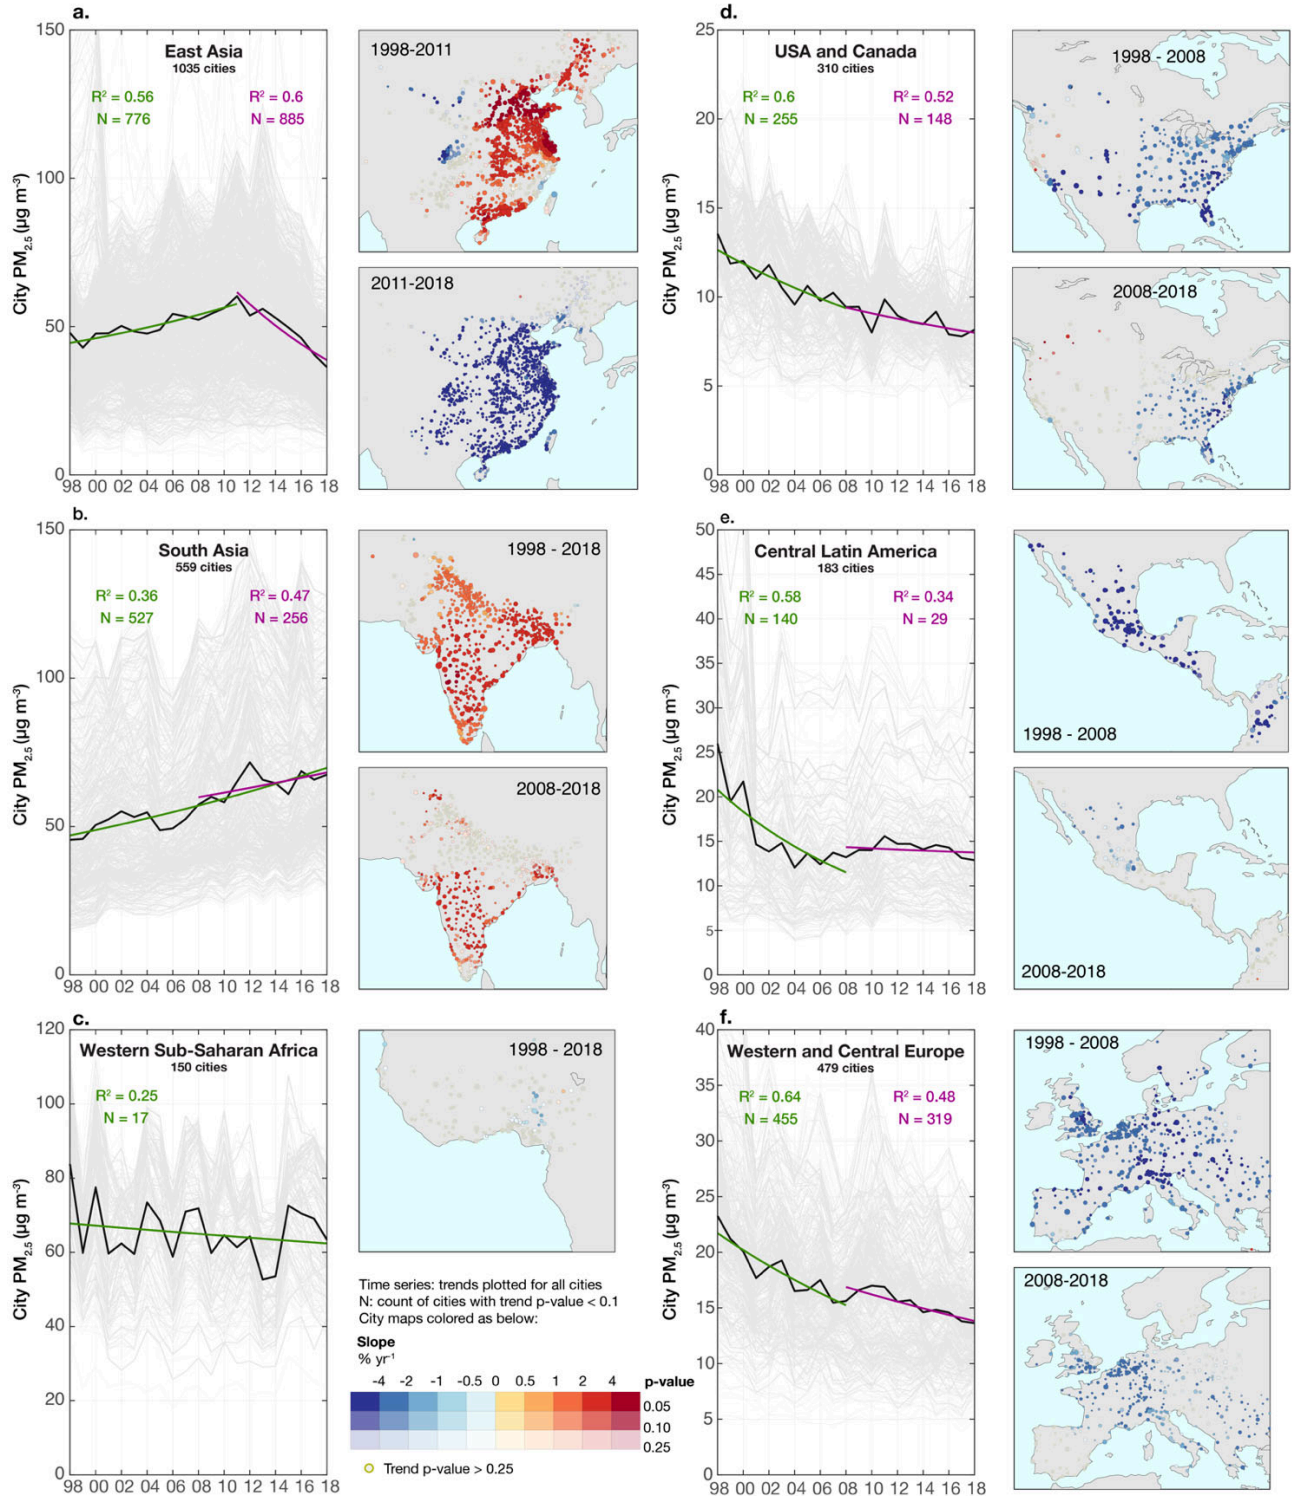 a.
150
100
50
0
City PM2.5 (µg m⁻³)
East Asia
1035 cities
R² = 0.56
N = 776
R² = 0.6
N = 885
98 00 02 04 06 08 10 12 14 16 18
1998-2011
2011-2018
d.
25
20
15
10
5
0
City PM2.5 (µg m⁻³)
USA and Canada
310 cities
R² = 0.6
N = 255
R² = 0.52
N = 148
98 00 02 04 06 08 10 12 14 16 18
1998 - 2008
2008-2018
b.
150
100
50
0
City PM2.5 (µg m⁻³)
South Asia
559 cities
R² = 0.36
N = 527
R² = 0.47
N = 256
98 00 02 04 06 08 10 12 14 16 18
1998 - 2018
2008-2018
e.
50
45
40
35
30
25
20
15
10
5
0
City PM2.5 (µg m⁻³)
Central Latin America
183 cities
R² = 0.58
N = 140
R² = 0.34
N = 29
98 00 02 04 06 08 10 12 14 16 18
1998 - 2008
2008-2018
c.
120
100
80
60
40
20
0
City PM2.5 (µg m⁻³)
Western Sub-Saharan Africa
150 cities
R² = 0.25
N = 17
98 00 02 04 06 08 10 12 14 16 18
1998 - 2018
Time series: trends plotted for all cities
N: count of cities with trend p-value < 0.1
City maps colored as below:
Slope
% yr⁻¹
-4 -2 -1 -0.5 0 0.5 1 2 4 p-value
0.05
0.10
0.25
Trend p-value > 0.25
f.
40
35
30
25
20
15
10
5
0
City PM2.5 (µg m⁻³)
Western and Central Europe
479 cities
R² = 0.64
N = 455
R² = 0.48
N = 319
98 00 02 04 06 08 10 12 14 16 18
1998 - 2008
2008-2018